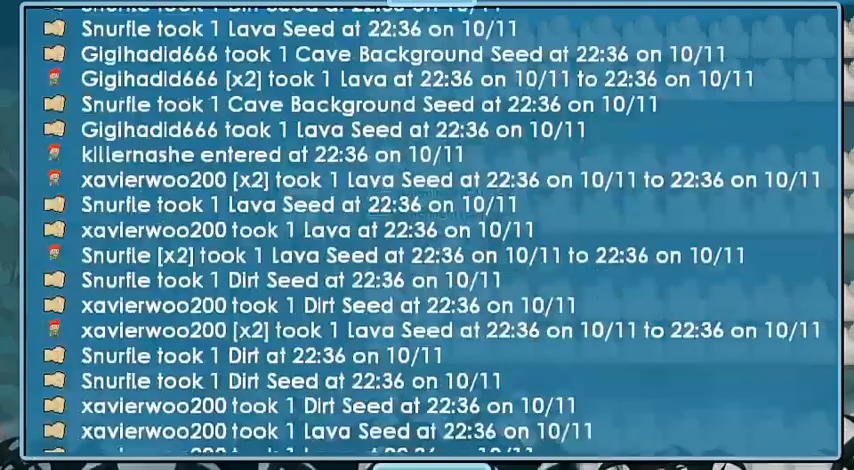 Snurfle took 1 Dirt Seed at 22:36 on 10/11
Snurfle took 1 Lava Seed at 22:36 on 10/11
Gigihadid666 took 1 Cave Background Seed at 22:36 on 10/11
Gigihadid666 [x2] took 1 Lava at 22:36 on 10/11 to 22:36 on 10/11
Snurfle took 1 Cave Background Seed at 22:36 on 10/11
Gigihadid666 took 1 Lava Seed at 22:36 on 10/11
killernashe entered at 22:36 on 10/11
xavierwoo200 [x2] took 1 Lava Seed at 22:36 on 10/11 to 22:36 on 10/11
Snurfle took 1 Lava Seed at 22:36 on 10/11
xavierwoo200 took 1 Lava at 22:36 on 10/11
Snurfle [x2] took 1 Lava Seed at 22:36 on 10/11 to 22:36 on 10/11
Snurfle took 1 Dirt Seed at 22:36 on 10/11
xavierwoo200 took 1 Dirt Seed at 22:36 on 10/11
xavierwoo200 [x2] took 1 Lava Seed at 22:36 on 10/11 to 22:36 on 10/11
Snurfle took 1 Dirt at 22:36 on 10/11
Snurfle took 1 Dirt Seed at 22:36 on 10/11
xavierwoo200 took 1 Dirt Seed at 22:36 on 10/11
xavierwoo200 took 1 Lava Seed at 22:36 on 10/11